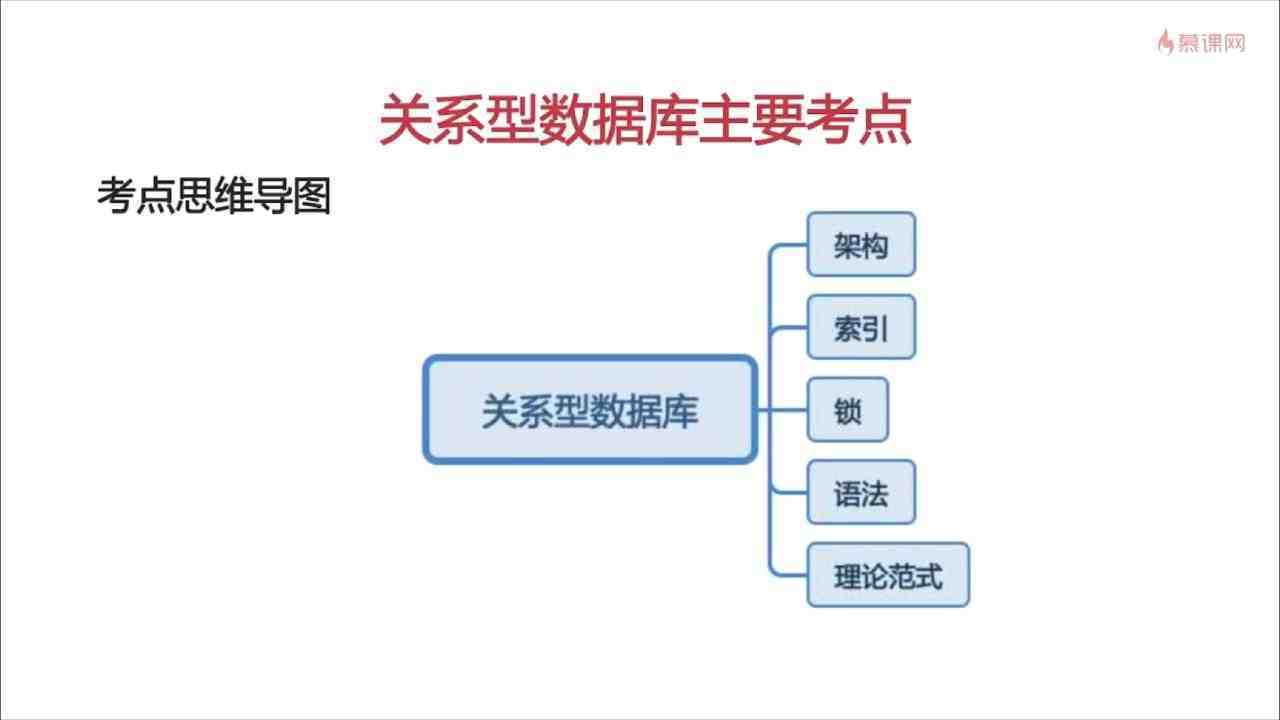 慕课网
关系型数据库主要考点
考点思维导图
架构
索引
关系型数据库
锁
语法
理论范式